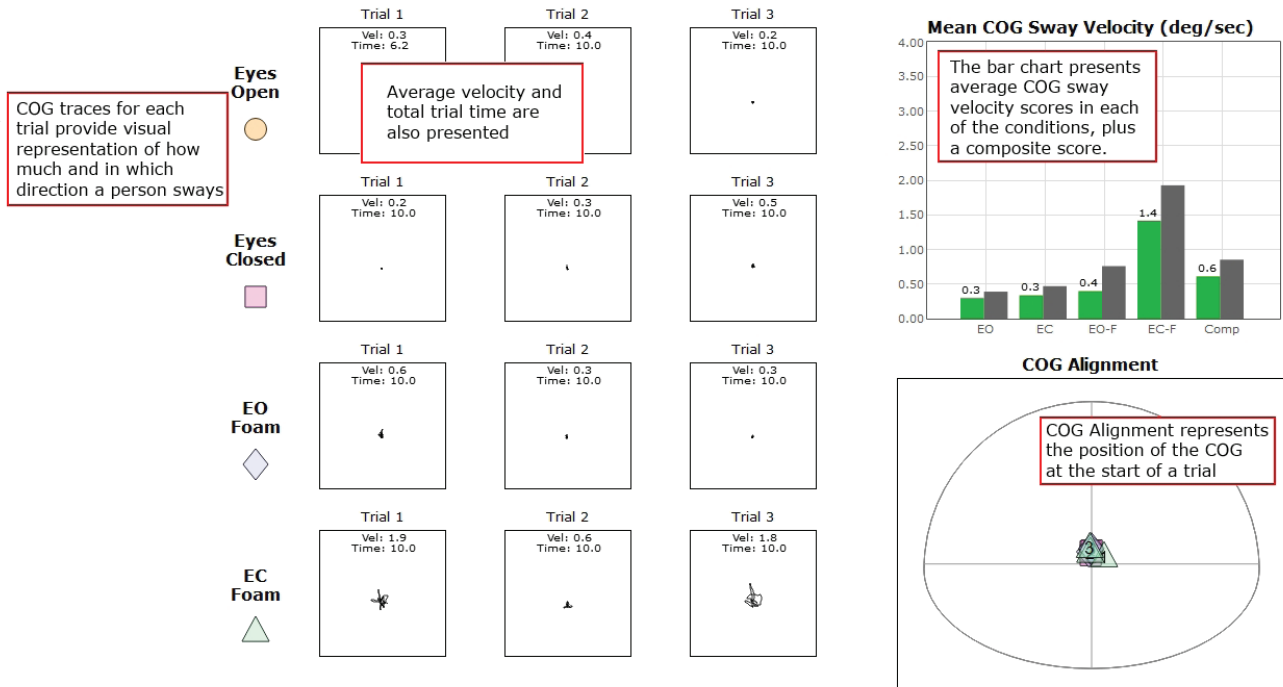 Trial 1
Trial 2
Trial 3
Eyes
Open
Vel: 0.3
Time: 6.2
Vel: 0.4
Time: 10.0
Vel: 0.2
Time: 10.0
COG traces for each
trial provide visual
representation of how
much and in which
direction a person sways
Average velocity and
total trial time are
also presented
Trial 1
Trial 2
Trial 3
Eyes
Closed
Vel: 0.2
Time: 10.0
Vel: 0.3
Time: 10.0
Vel: 0.5
Time: 10.0
Trial 1
Trial 2
Trial 3
EO
Foam
Vel: 0.6
Time: 10.0
Vel: 0.3
Time: 10.0
Vel: 0.3
Time: 10.0
Trial 1
Trial 2
Trial 3
EC
Foam
Vel: 1.9
Time: 10.0
Vel: 0.6
Time: 10.0
Vel: 1.8
Time: 10.0
Mean COG Sway Velocity (deg/sec)
4.00
3.50
3.00
2.50
2.00
1.50
1.00
0.50
0.00
The bar chart presents
average COG sway
velocity scores in each
of the conditions, plus
a composite score.
0.3
0.3
0.4
1.4
0.6
EO
EC
EO-F
EC-F
Comp
COG Alignment
COG Alignment represents
the position of the COG
at the start of a trial
3